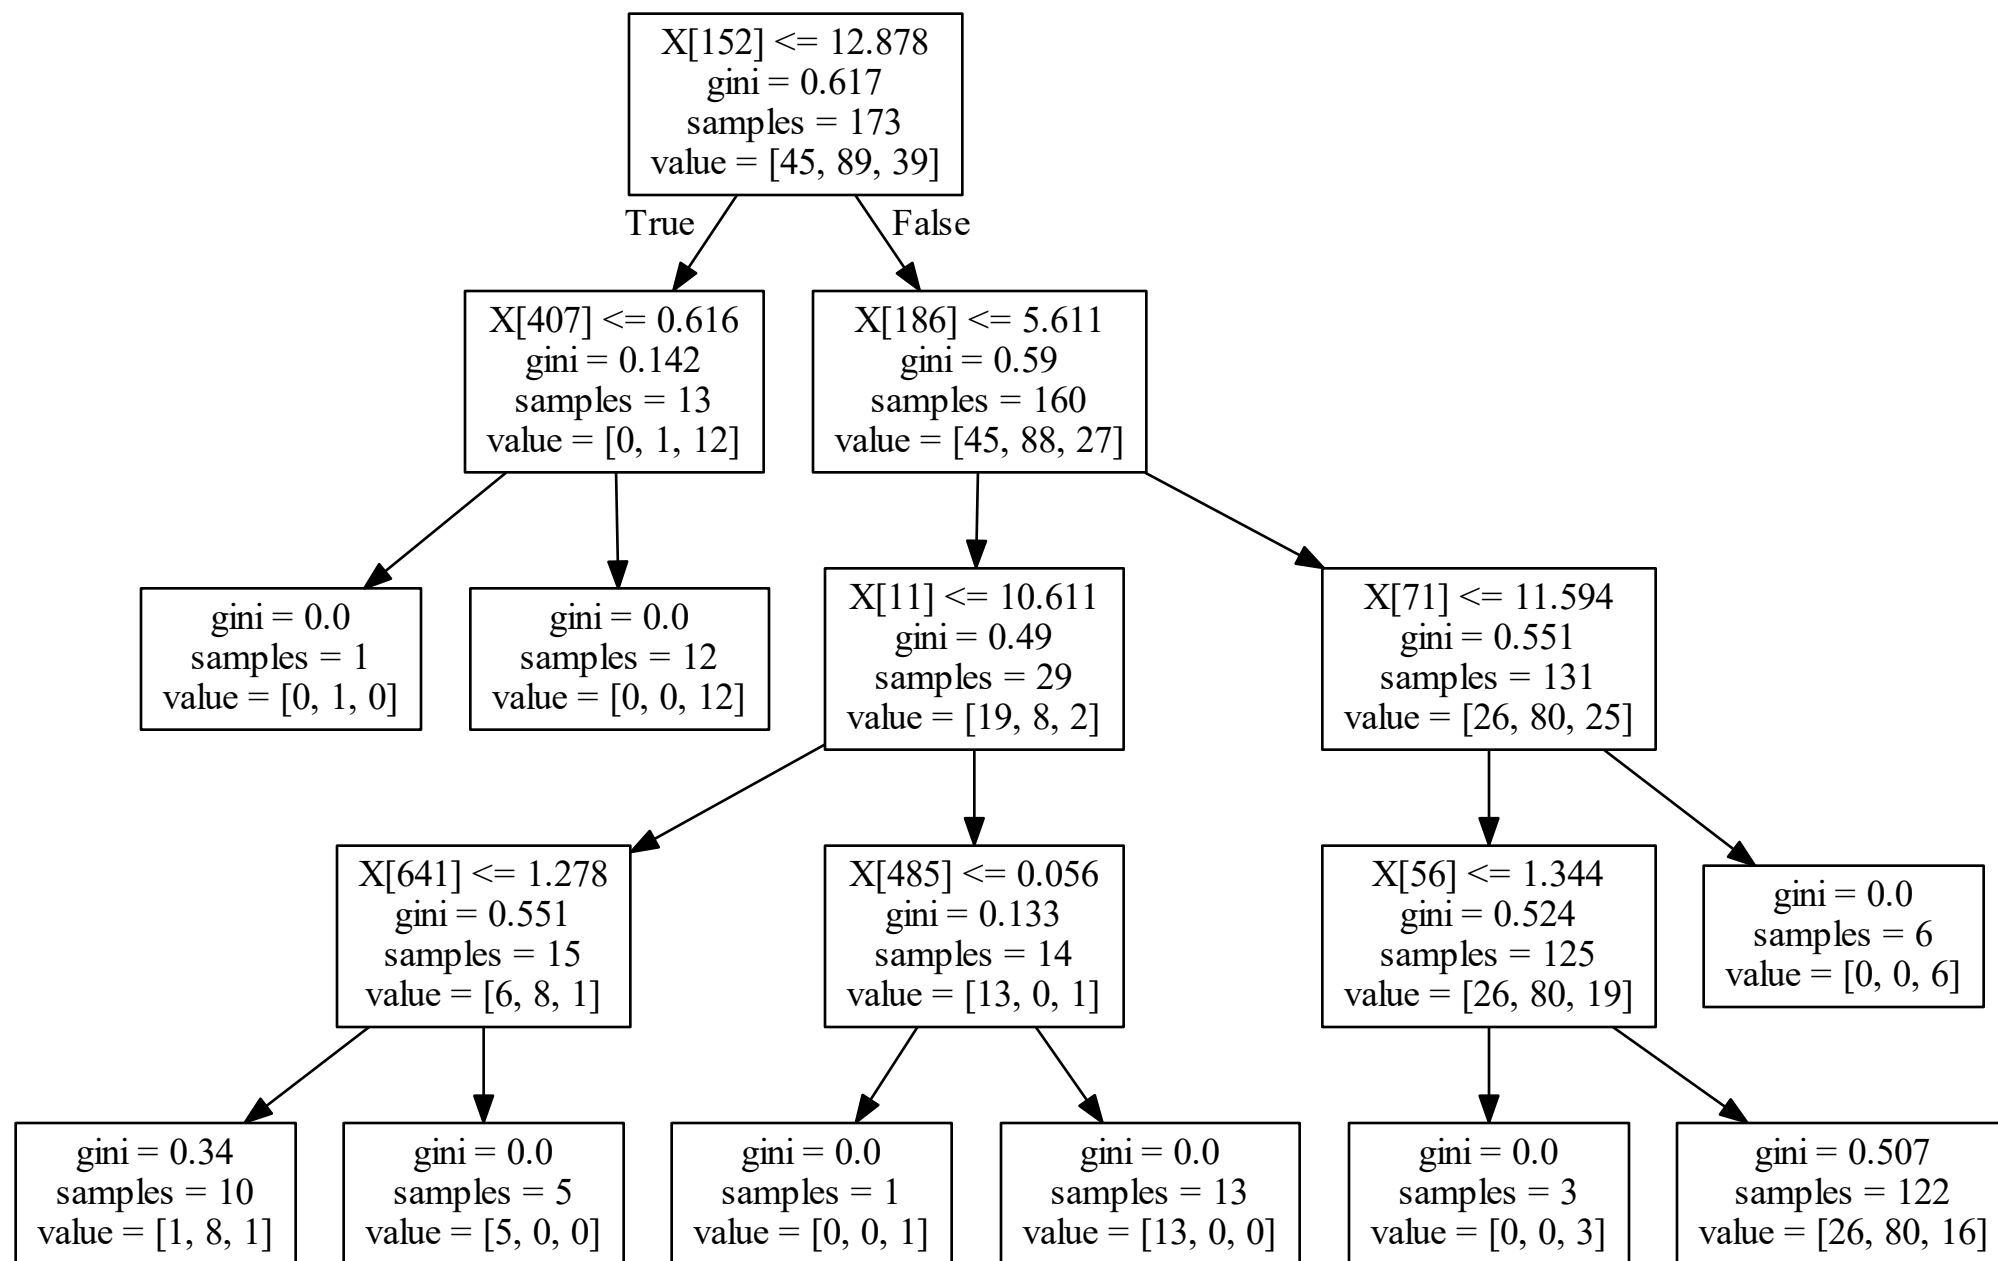 X[152] <= 12.878
gini = 0.617
samples = 173
value = [45, 89, 39]
True
False
X[407] <= 0.616
gini = 0.142
samples = 13
value = [0, 1, 12]
X[186] <= 5.611
gini = 0.59
samples = 160
value = [45, 88, 27]
gini = 0.0
samples = 1
value = [0, 1, 0]
gini = 0.0
samples = 12
value = [0, 0, 12]
X[11] <= 10.611
gini = 0.49
samples = 29
value = [19, 8, 2]
X[71] <= 11.594
gini = 0.551
samples = 131
value = [26, 80, 25]
X[641] <= 1.278
gini = 0.551
samples = 15
value = [6, 8, 1]
X[485] <= 0.056
gini = 0.133
samples = 14
value = [13, 0, 1]
X[56] <= 1.344
gini = 0.524
samples = 125
value = [26, 80, 19]
gini = 0.0
samples = 6
value = [0, 0, 6]
gini = 0.34
samples = 10
value = [1, 8, 1]
gini = 0.0
samples = 5
value = [5, 0, 0]
gini = 0.0
samples = 1
value = [0, 0, 1]
gini = 0.0
samples = 13
value = [13, 0, 0]
gini = 0.0
samples = 3
value = [0, 0, 3]
gini = 0.507
samples = 122
value = [26, 80, 16]